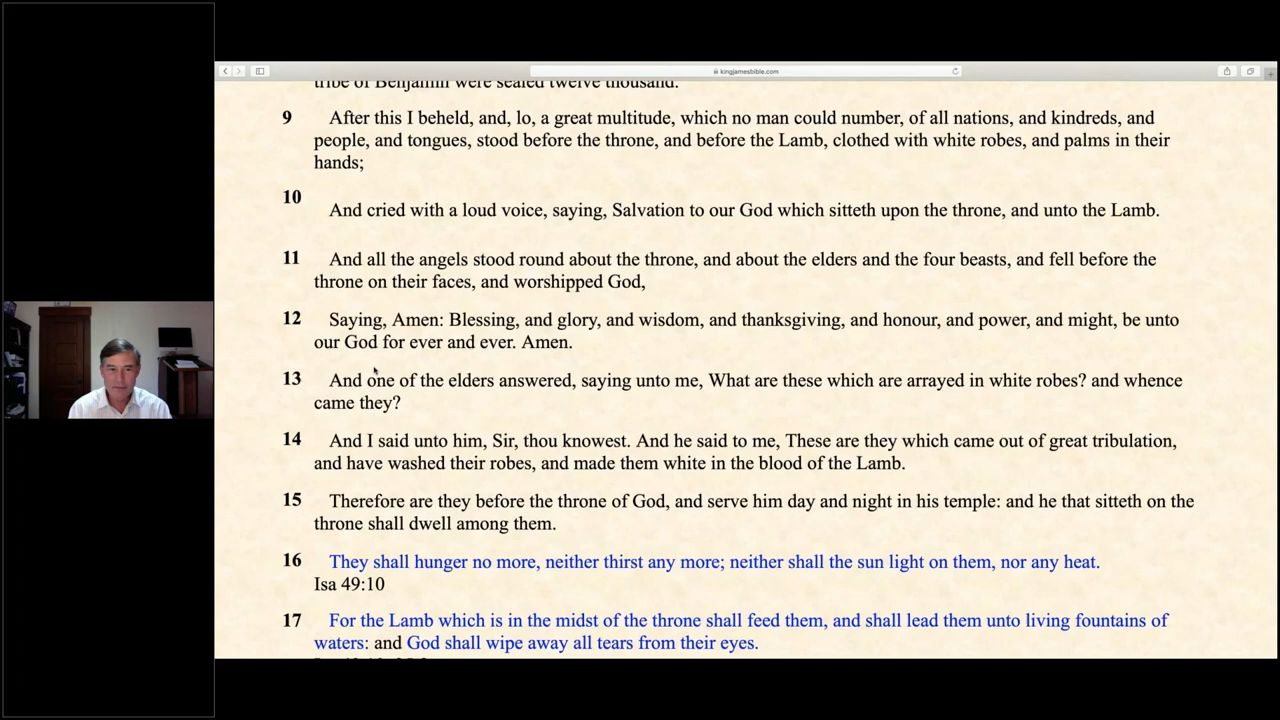 kingjamesbible.com
tribe of Benjamin were sealed twelve thousand.
9 After this I beheld, and, lo, a great multitude, which no man could number, of all nations, and kindreds, and
people, and tongues, stood before the throne, and before the Lamb, clothed with white robes, and palms in their
hands;
10 And cried with a loud voice, saying, Salvation to our God which sitteth upon the throne, and unto the Lamb.
11 And all the angels stood round about the throne, and about the elders and the four beasts, and fell before the
throne on their faces, and worshipped God,
12 Saying, Amen: Blessing, and glory, and wisdom, and thanksgiving, and honour, and power, and might, be unto
our God for ever and ever. Amen.
13 And one of the elders answered, saying unto me, What are these which are arrayed in white robes? and whence
came they?
14 And I said unto him, Sir, thou knowest. And he said to me, These are they which came out of great tribulation,
and have washed their robes, and made them white in the blood of the Lamb.
15 Therefore are they before the throne of God, and serve him day and night in his temple: and he that sitteth on the
throne shall dwell among them.
16 They shall hunger no more, neither thirst any more; neither shall the sun light on them, nor any heat.
Isa 49:10
17 For the Lamb which is in the midst of the throne shall feed them, and shall lead them unto living fountains of
waters: and God shall wipe away all tears from their eyes.